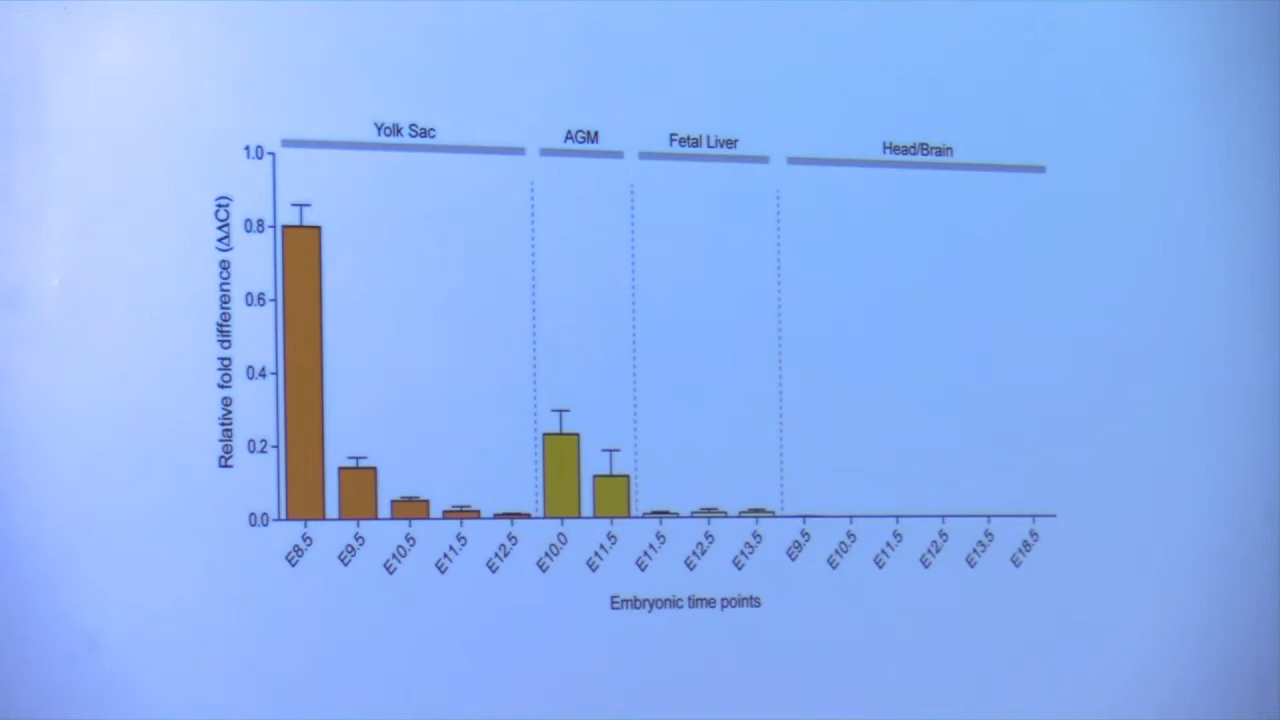 Yolk Sac
AGM
Fetal Liver
Head/Brain
Relative fold difference (ΔΔCt)
1.0
0.8
0.6
0.4
0.2
0.0
E8.5
E9.5
E10.5
E11.5
E12.5
E10.0
E11.5
E11.5
E12.5
E13.5
E9.5
E10.5
E11.5
E12.5
E13.5
E18.5
Embryonic time points